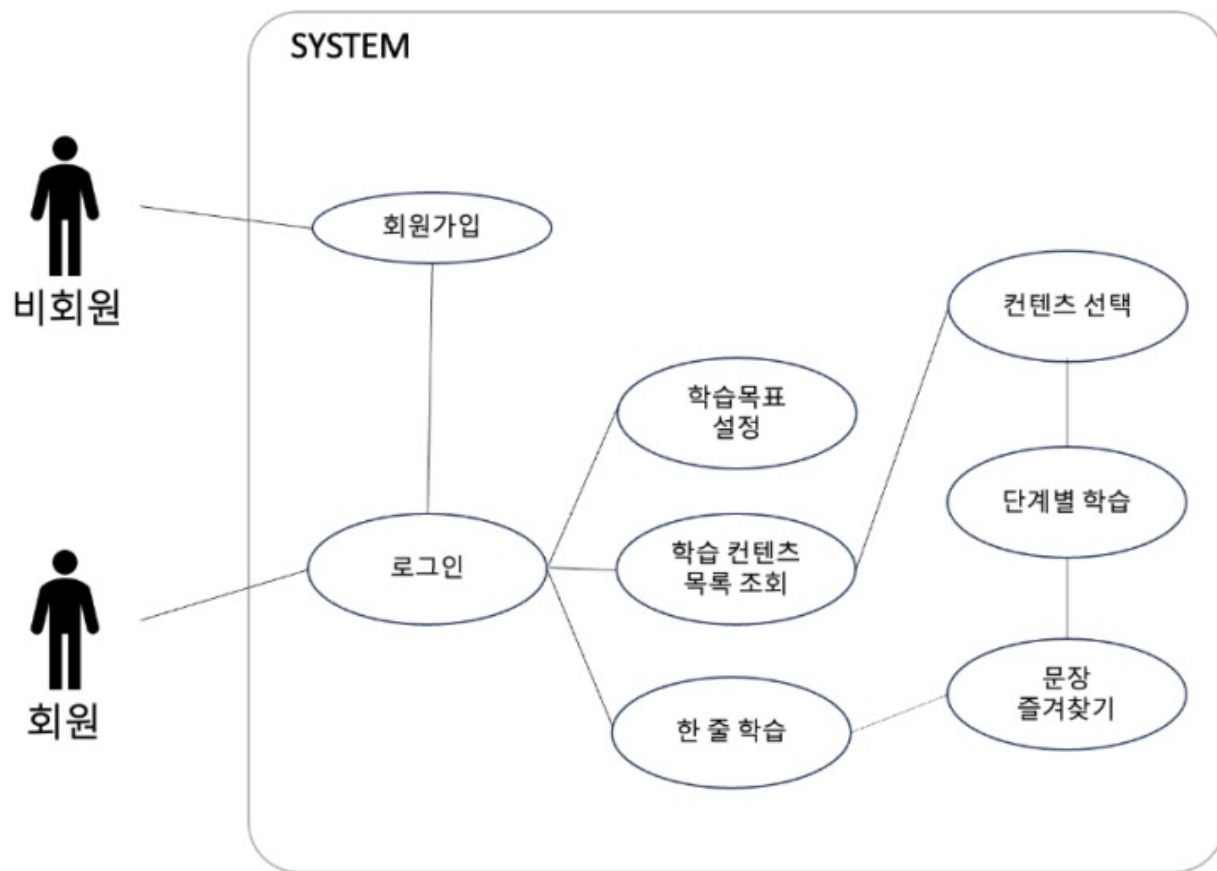 SYSTEM
비회원
회원가입
컨텐츠 선택
학습목표
설정
단계별 학습
회원
로그인
학습 컨텐츠
목록 조회
한 줄 학습
문장
즐겨찾기